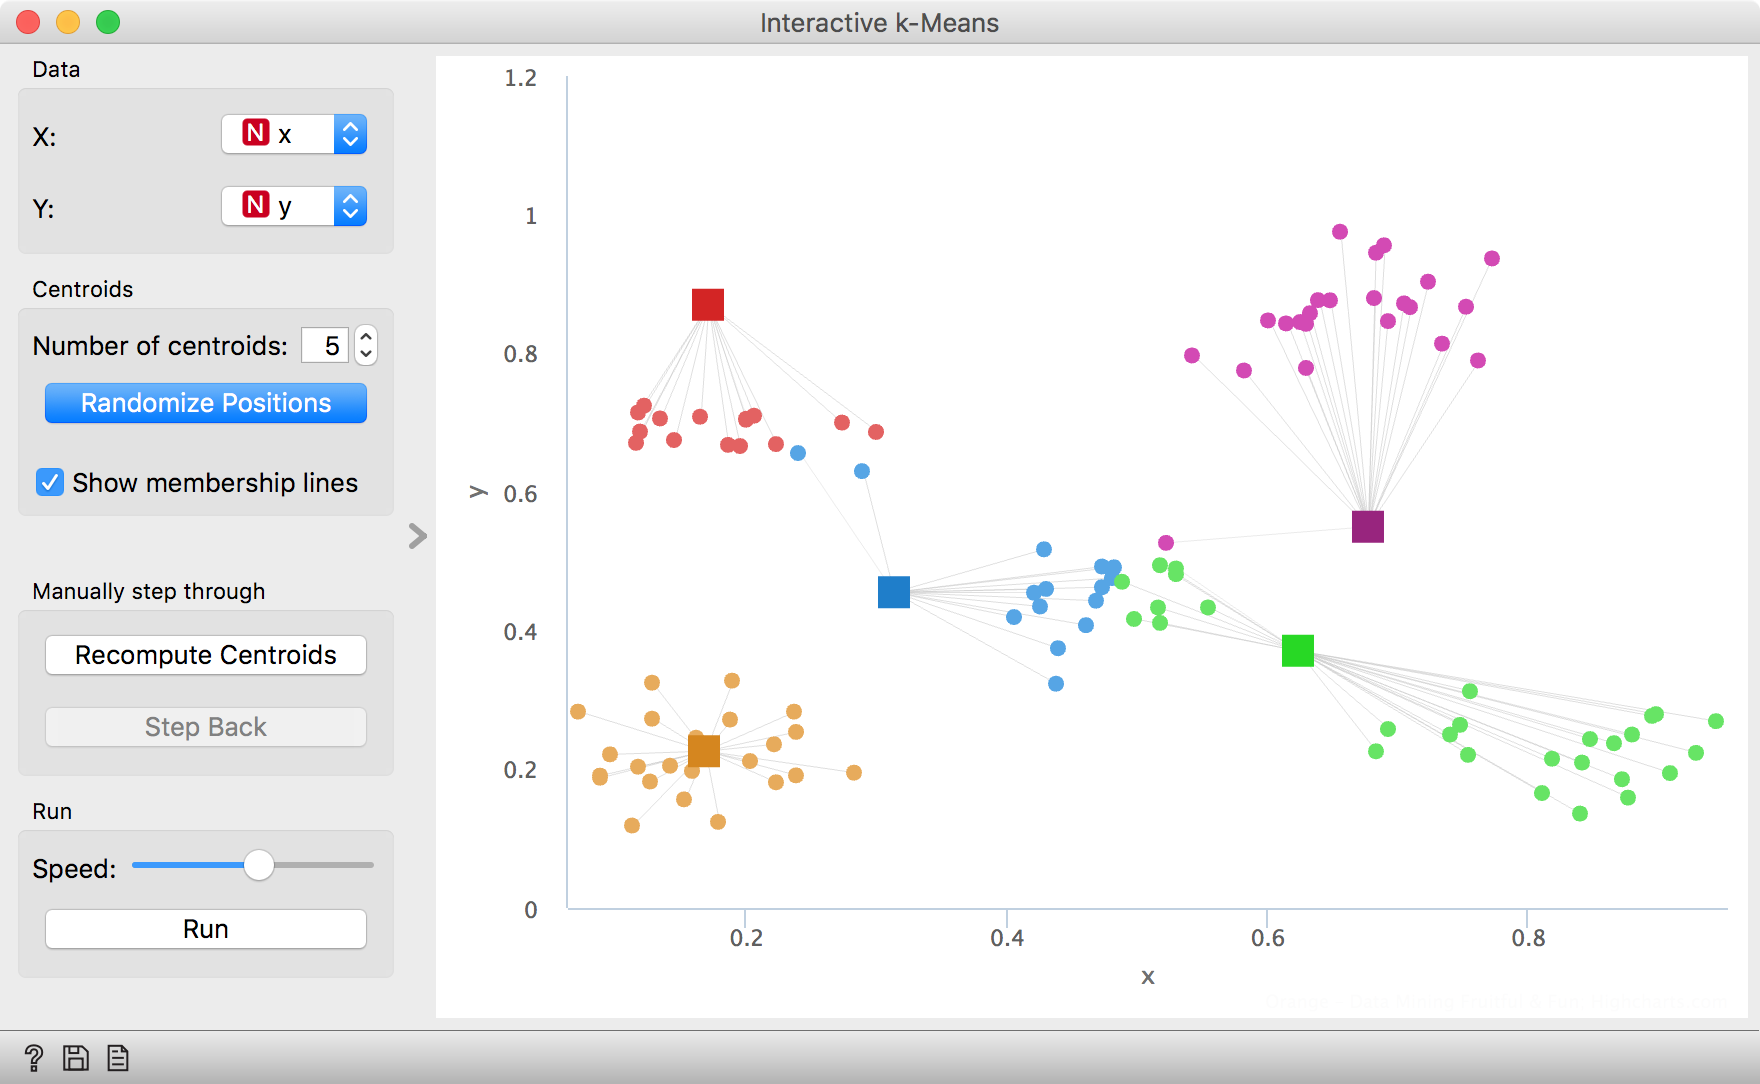 Interactive k-Means
Data
X:
N x
Y:
N y
Centroids
Number of centroids: 5
Randomize Positions
Show membership lines
Manually step through
Recompute Centroids
Step Back
Run
Speed:
Run
1.2
1
0.8
0.6
0.4
0.2
0
y
0.2 0.4 0.6 0.8
x